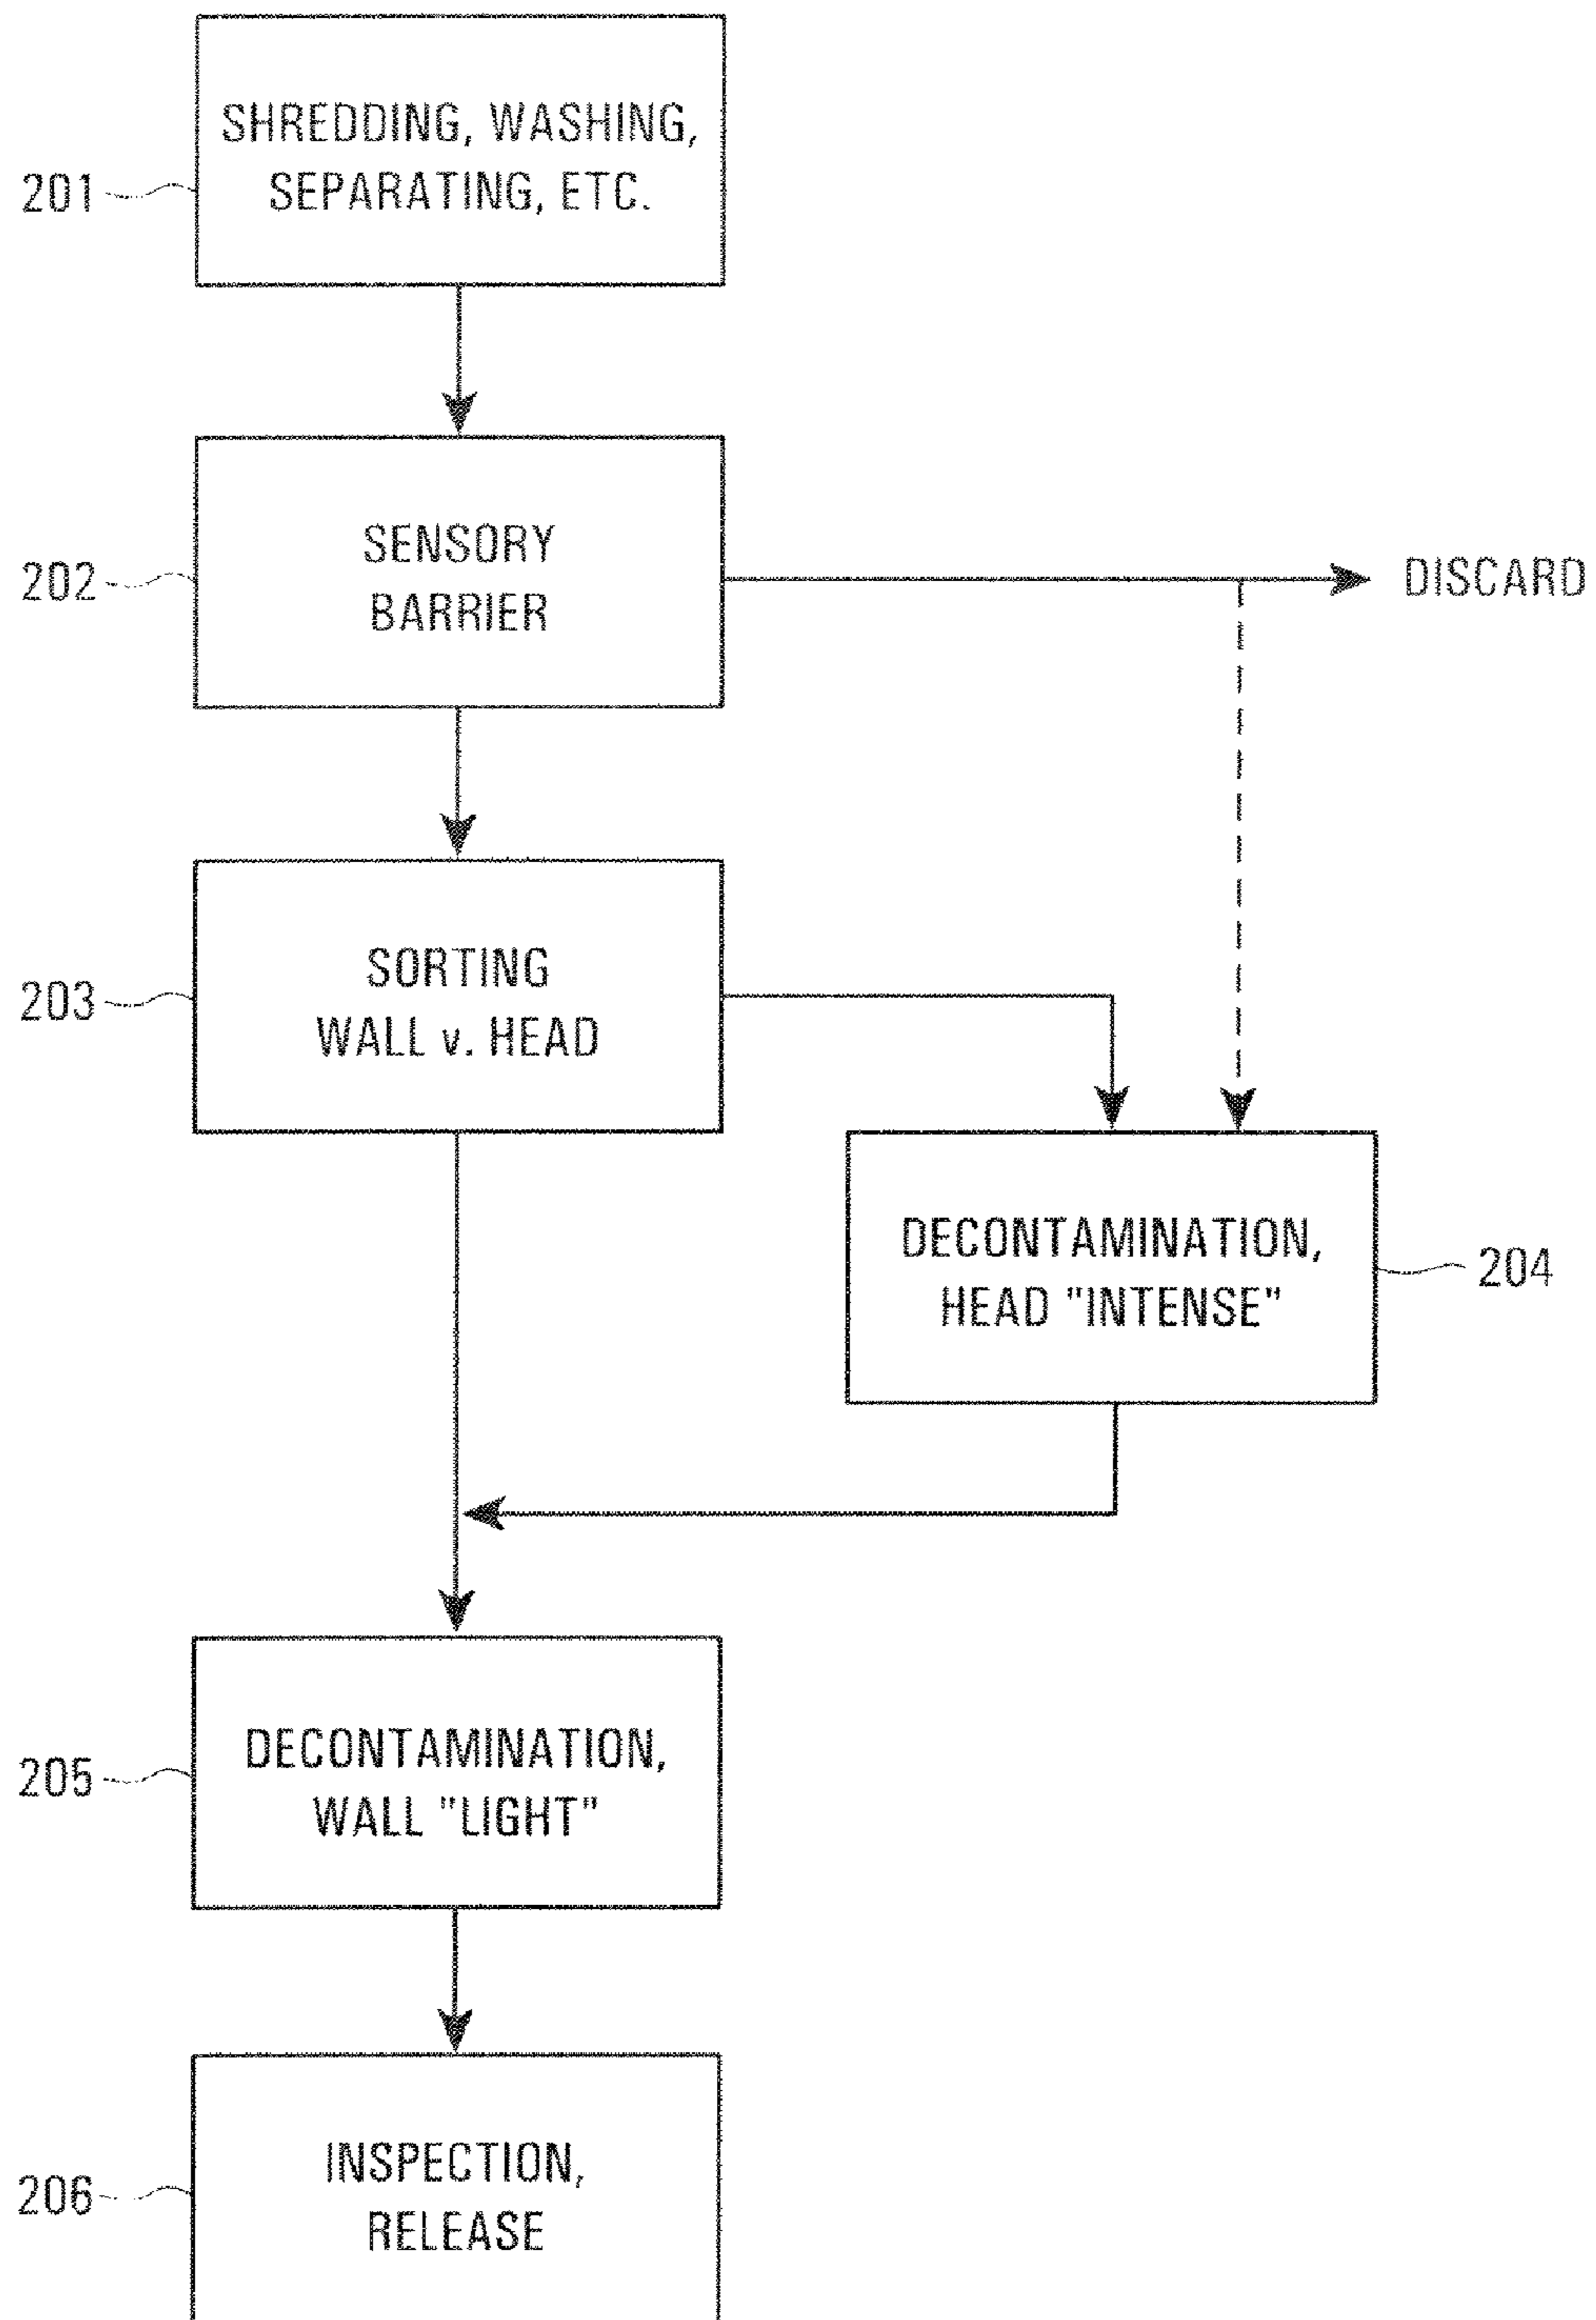 SHREDDING, WASHING,
SEPARATING, ETC.
201
SENSORY
BARRIER
202
DISCARD
SORTING
WALL v. HEAD
203
DECONTAMINATION,
HEAD "INTENSE"
204
DECONTAMINATION,
WALL "LIGHT"
205
INSPECTION,
RELEASE
206